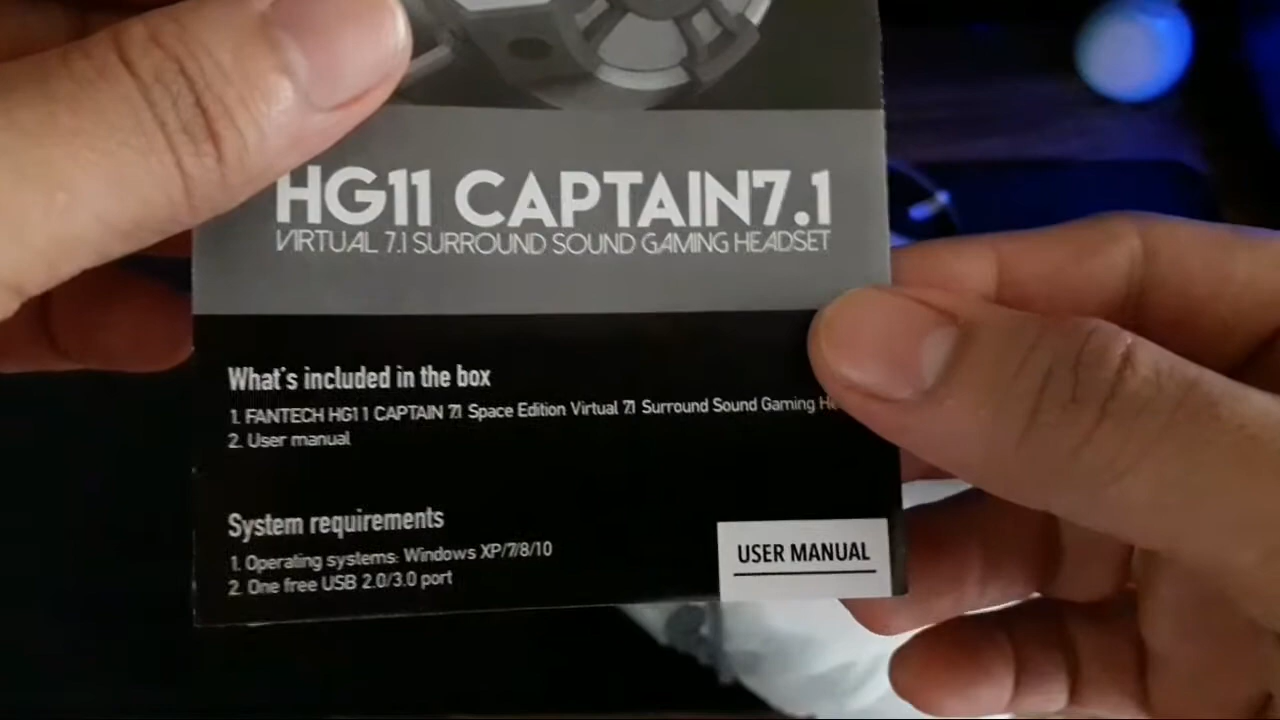 HG11 CAPTAIN7.1
VIRTUAL 7.1 SURROUND SOUND GAMING HEADSET
What's included in the box
1. FANTECH HG11 CAPTAIN 7.1 Space Edition Virtual 7.1 Surround Sound Gaming
2. User manual
System requirements
1. Operating systems: Windows XP/7/8/10
2. One free USB 2.0/3.0 port
USER MANUAL